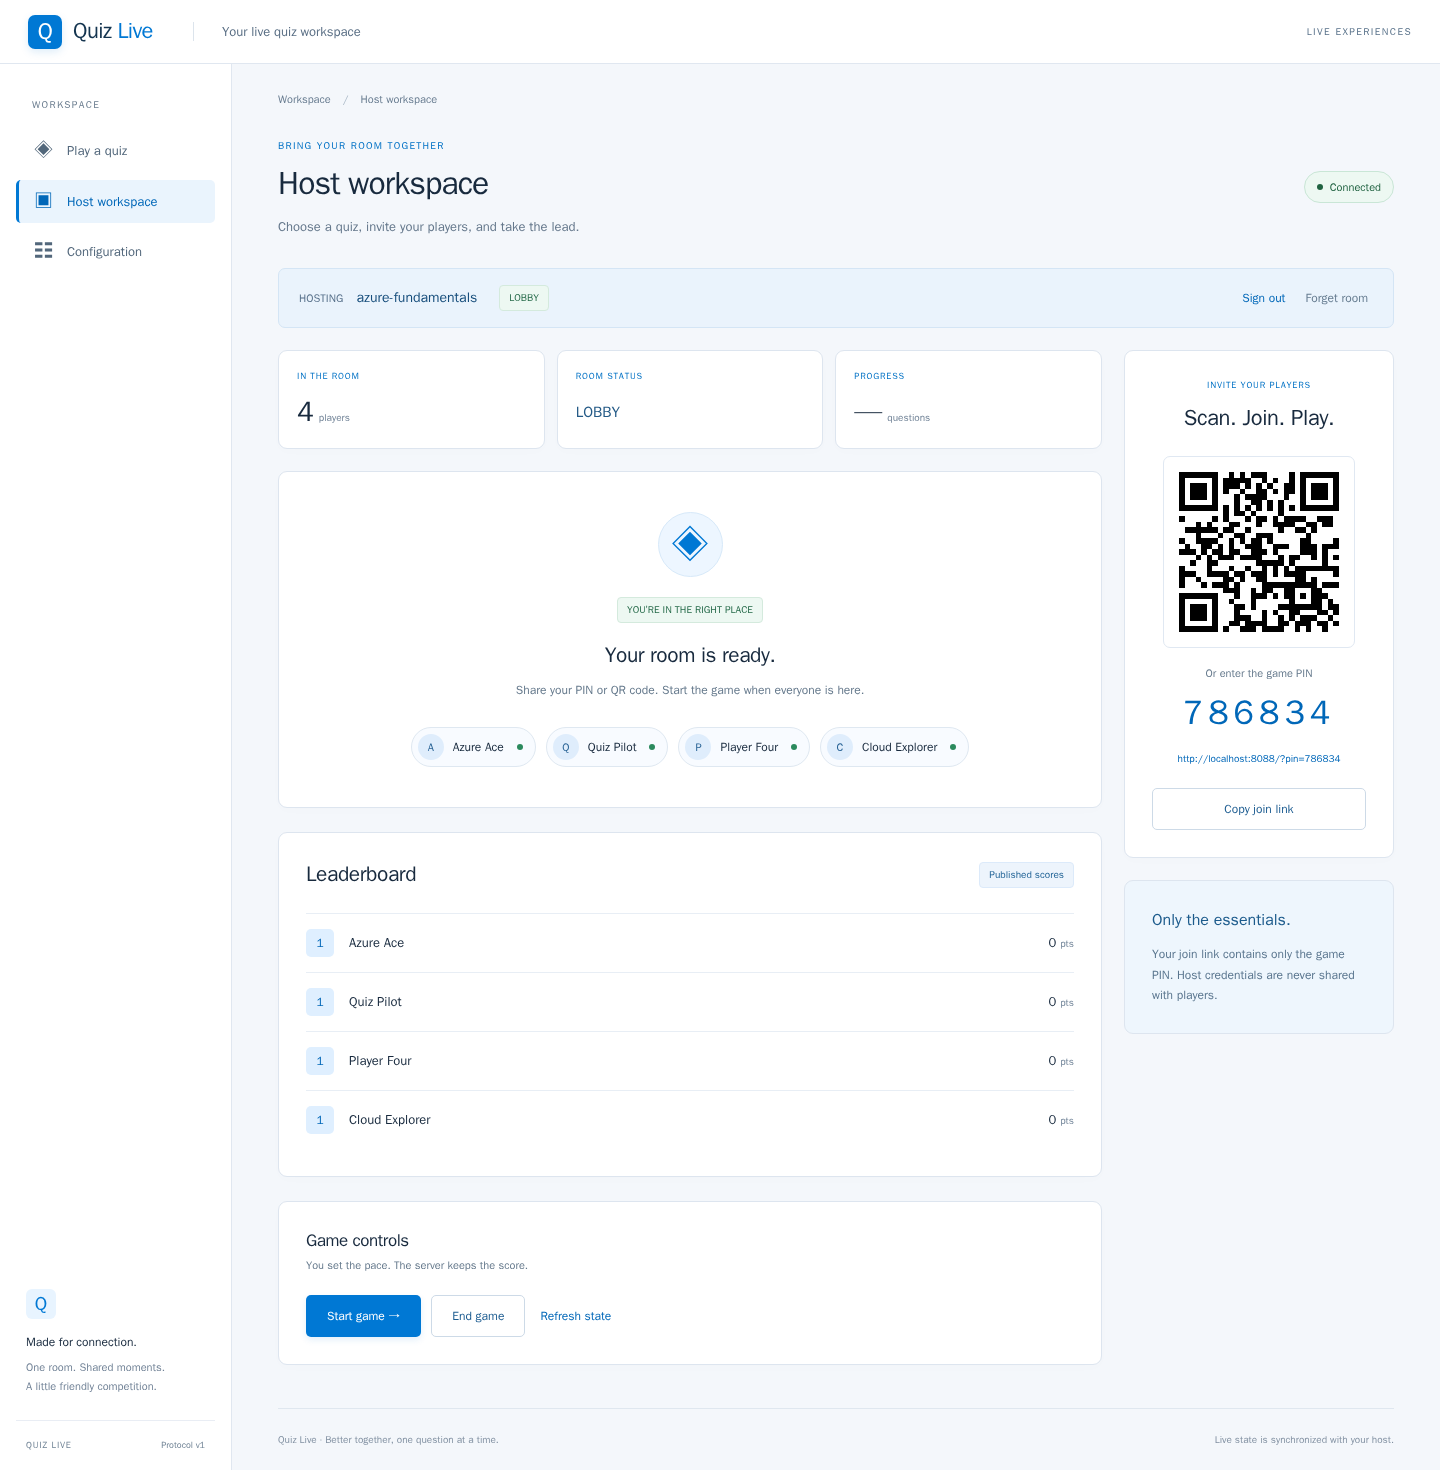 Q Quiz Live
Your live quiz workspace
LIVE EXPERIENCES
WORKSPACE
Play a quiz
Host workspace
Configuration
Workspace / Host workspace
BRING YOUR ROOM TOGETHER
Host workspace
Connected
Choose a quiz, invite your players, and take the lead.
HOSTING azure-fundamentals LOBBY
Sign out Forget room
IN THE ROOM
4 players
ROOM STATUS
LOBBY
PROGRESS
— questions
YOU'RE IN THE RIGHT PLACE
Your room is ready.
Share your PIN or QR code. Start the game when everyone is here.
A Azure Ace
Q Quiz Pilot
P Player Four
C Cloud Explorer
INVITE YOUR PLAYERS
Scan. Join. Play.
Or enter the game PIN
786834
http://localhost:8088/?pin=786834
Copy join link
Leaderboard
Published scores
1 Azure Ace 0 pts
1 Quiz Pilot 0 pts
1 Player Four 0 pts
1 Cloud Explorer 0 pts
Only the essentials.
Your join link contains only the game
PIN. Host credentials are never shared
with players.
Game controls
You set the pace. The server keeps the score.
Start game →
End game
Refresh state
Q
Made for connection.
One room. Shared moments.
A little friendly competition.
QUIZ LIVE
Protocol v1
Quiz Live · Better together, one question at a time.
Live state is synchronized with your host.